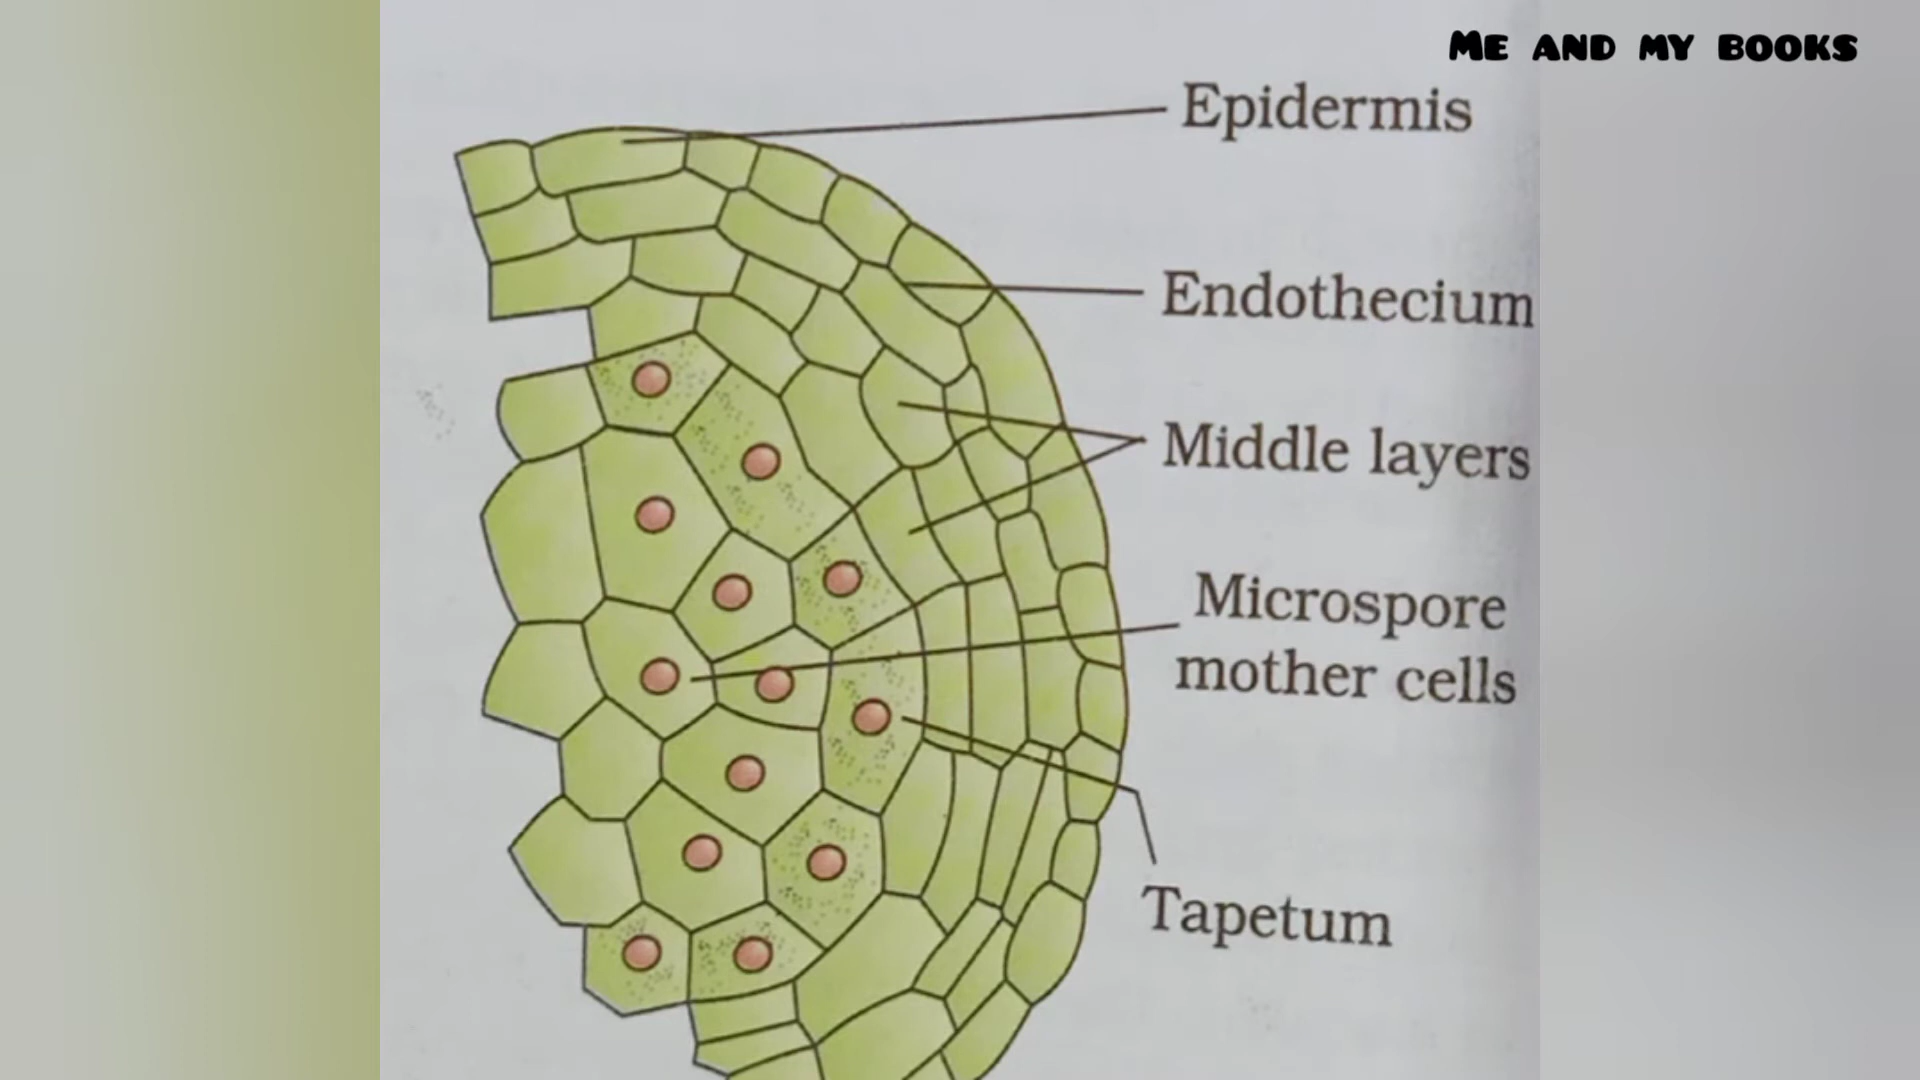 ME AND MY BOOKS
Epidermis
Endothecium
Middle layers
Microspore
mother cells
Tapetum